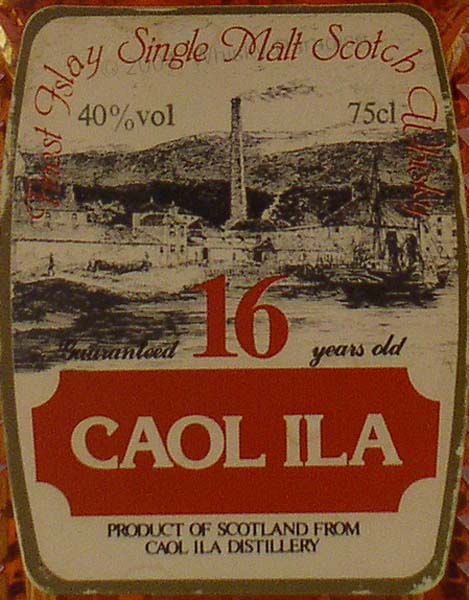 Finest Islay Single Malt Scotch Whisky
40%vol 75cl
Guaranteed 16 years old
CAOL ILA
PRODUCT OF SCOTLAND FROM
CAOL ILA DISTILLERY